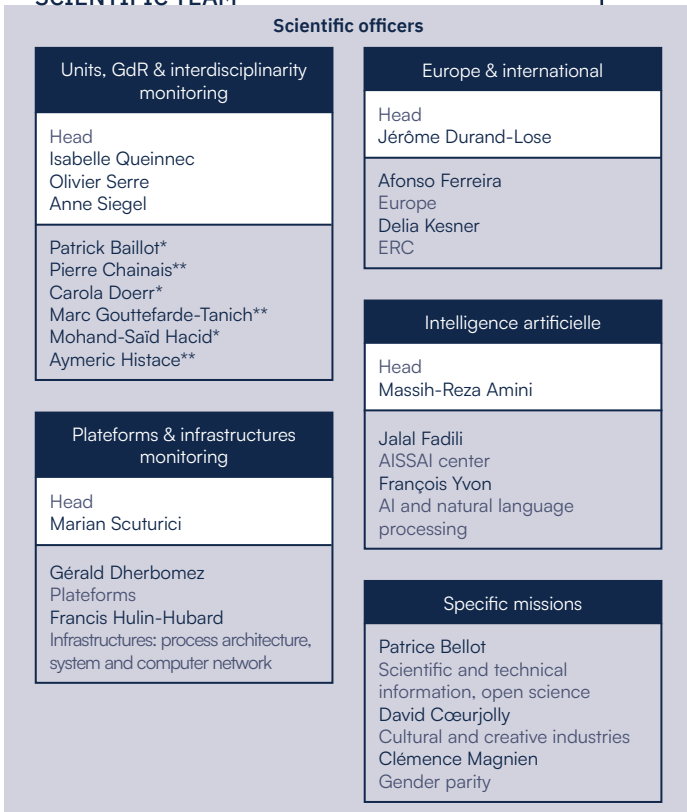 SCIENTIFIC TEAM
Scientific officers
Units, GdR & interdisciplinarity
monitoring
Head
Isabelle Queinnec
Olivier Serre
Anne Siegel
Patrick Baillot*
Pierre Chainais**
Carola Doerr*
Marc Gouttefarde-Tanich**
Mohand-Saïd Hacid*
Aymeric Histace**
Plateforms & infrastructures
monitoring
Head
Marian Scuturici
Gérald Dherbomez
Plateforms
Francis Hulin-Hubard
Infrastructures: process architecture,
system and computer network
Europe & international
Head
Jérôme Durand-Lose
Afonso Ferreira
Europe
Delia Kesner
ERC
Intelligence artificielle
Head
Massih-Reza Amini
Jalal Fadili
AISSAI center
François Yvon
AI and natural language
processing
Specific missions
Patrice Bellot
Scientific and technical
information, open science
David Cœurjolly
Cultural and creative industries
Clémence Magnien
Gender parity